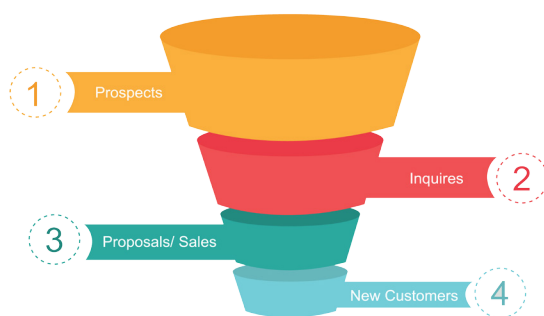 1
Prospects
Inquires
2
3
Proposals/ Sales
New Customers
4